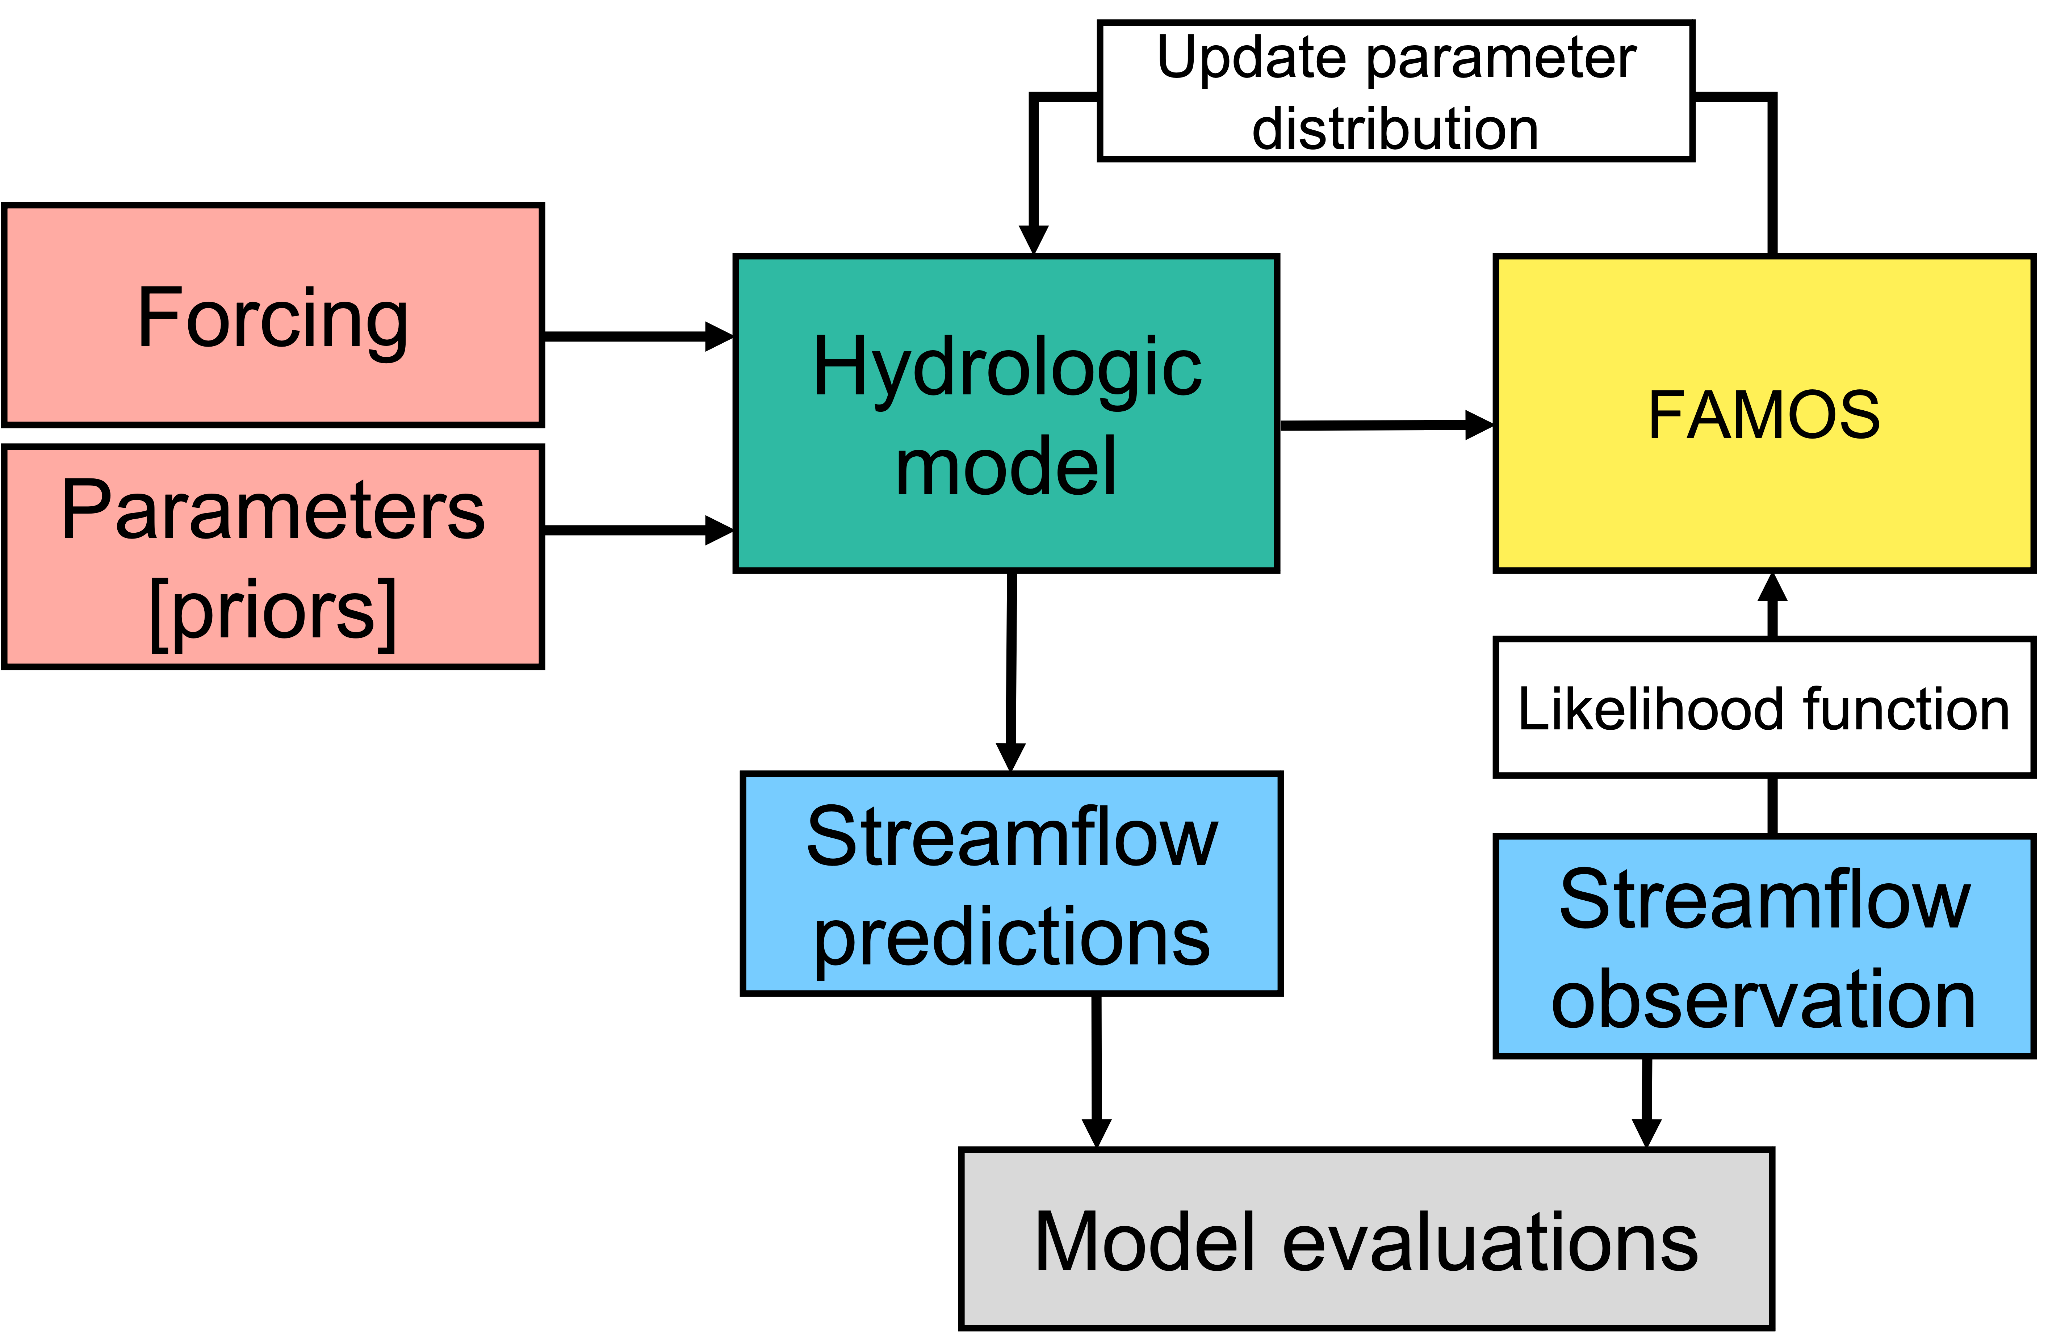 Update parameter
distribution
Forcing
Parameters
[priors]
Hydrologic
model
FAMOS
Likelihood function
Streamflow
predictions
Streamflow
observation
Model evaluations